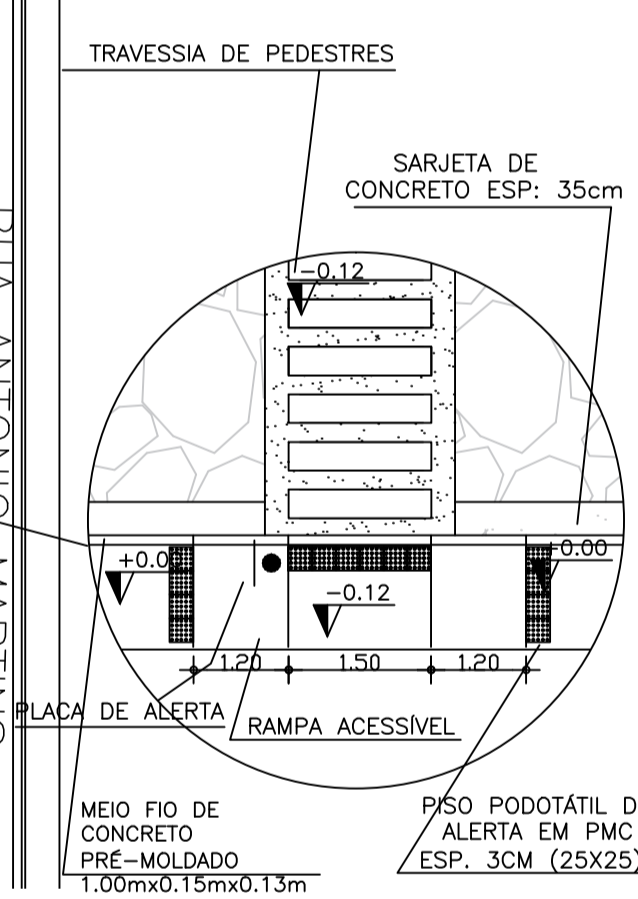 TRAVESSIA DE PEDESTRES
SARJETA DE
CONCRETO ESP: 35cm
RUA ANTONIO MARTINS
-0.12
+0.0
-0.00
-0.12
1.20 1.50 1.20
PLACA DE ALERTA
RAMPA ACESSÍVEL
MEIO FIO DE
CONCRETO
PRÉ-MOLDADO
1.00mx0.15mx0.13m
PISO PODOTÁTIL D
ALERTA EM PMC
ESP. 3CM (25X25)